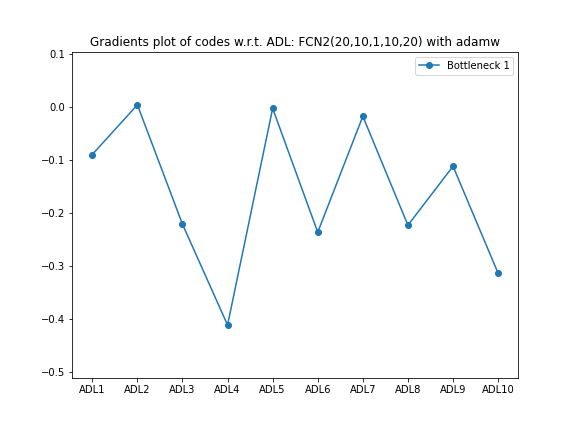 Gradients plot of codes w.r.t. ADL: FCN2(20,10,1,10,20) with adamw
Bottleneck 1
0.1
0.0
−0.1
−0.2
−0.3
−0.4
−0.5
ADL1 ADL2 ADL3 ADL4 ADL5 ADL6 ADL7 ADL8 ADL9 ADL10